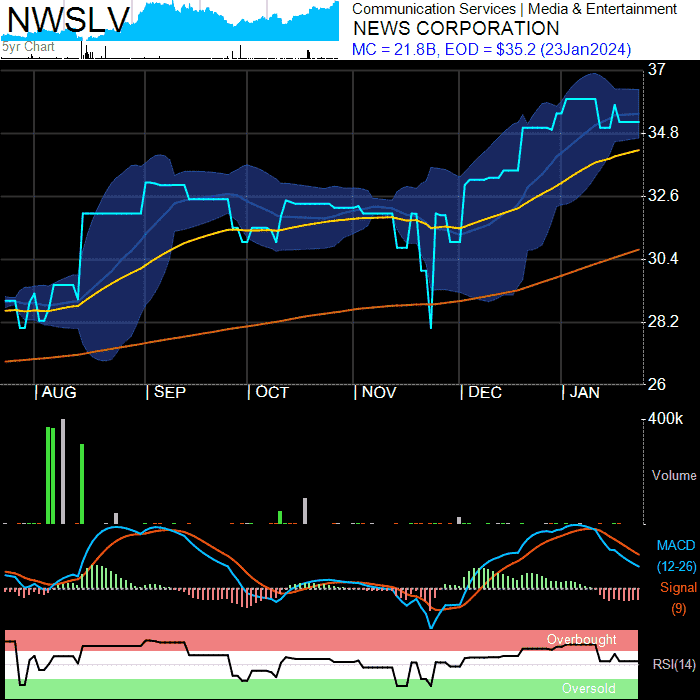 NWSLV
5yr Chart
Communication Services | Media & Entertainment
NEWS CORPORATION
MC = 21.8B, EOD = $35.2 (23Jan2024)
37
34.8
32.6
30.4
28.2
26
| AUG | SEP | OCT | NOV | DEC | JAN
400k
Volume
MACD
(12-26)
Signal
(9)
Overbought
RSI(14)
Oversold